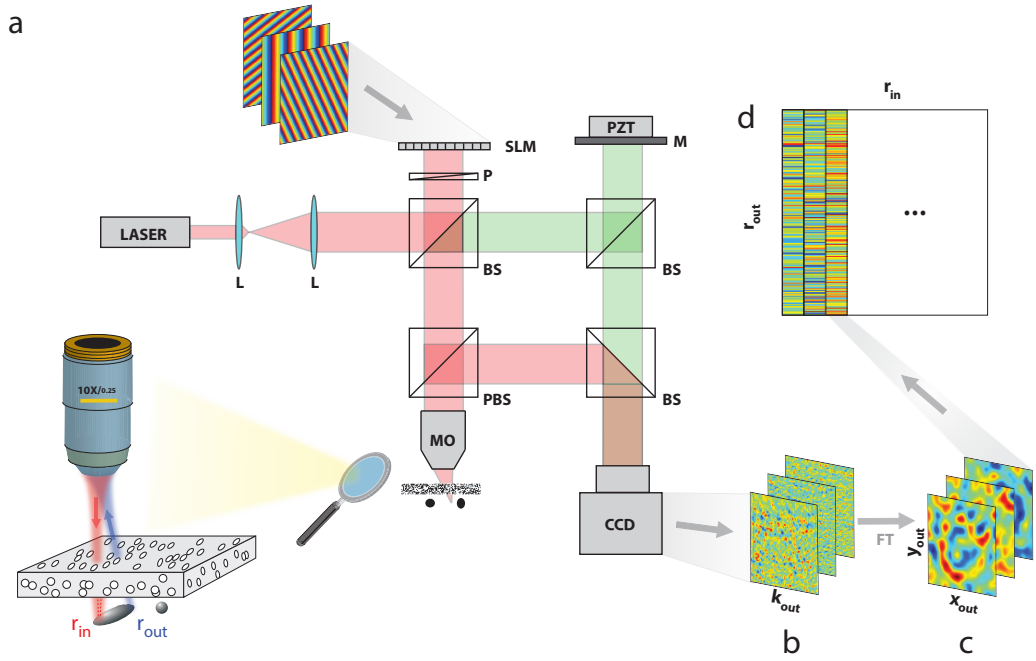 a
SLM
P
LASER
L
L
BS
PZT
M
BS
PBS
BS
MO
CCD
10X/0.25
r_in
r_out
k_out
b
FT
y_out
x_out
c
d
r_in
r_out
...